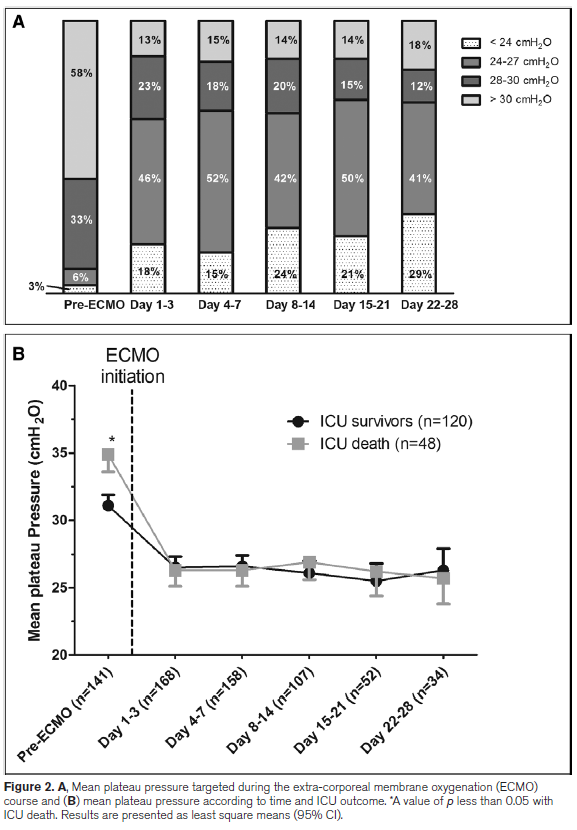 A
13%
15%
14%
14%
18%
58%
23%
18%
20%
15%
12%
33%
46%
52%
42%
50%
41%
6%
3%
18%
15%
24%
21%
29%
Pre-ECMO Day 1-3 Day 4-7 Day 8-14 Day 15-21 Day 22-28
< 24 cmH2O
24-27 cmH2O
28-30 cmH2O
> 30 cmH2O
B
ECMO
initiation
Mean plateau Pressure (cmH2O)
40
35
30
25
20
*
ICU survivors (n=120)
ICU death (n=48)
Pre-ECMO (n=141)
Day 1-3 (n=168)
Day 4-7 (n=158)
Day 8-14 (n=107)
Day 15-21 (n=52)
Day 22-28 (n=34)
Figure 2. A, Mean plateau pressure targeted during the extra-corporeal membrane oxygenation (ECMO)
course and (B) mean plateau pressure according to time and ICU outcome. *A value of p less than 0.05 with
ICU death. Results are presented as least square means (95% CI).